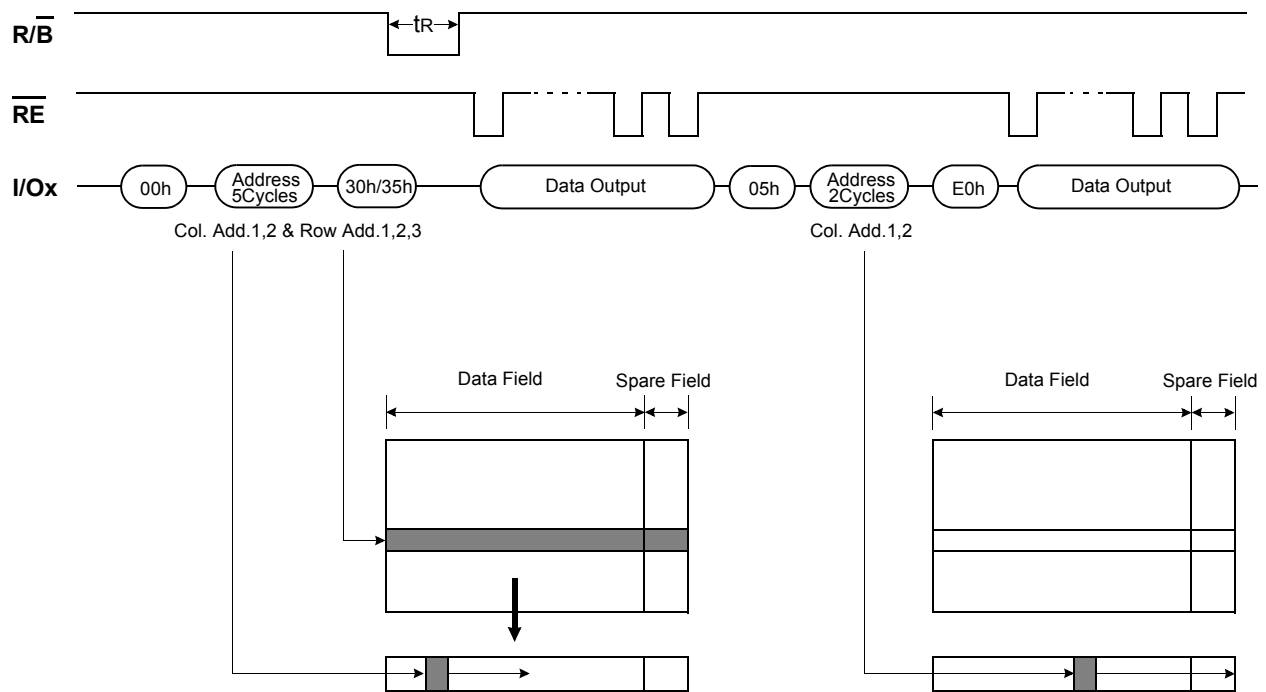 R/B
tR
RE
I/Ox
00h
Address
5Cycles
30h/35h
Data Output
05h
Address
2Cycles
E0h
Data Output
Col. Add.1,2 & Row Add.1,2,3
Col. Add.1,2
Data Field
Spare Field
Data Field
Spare Field